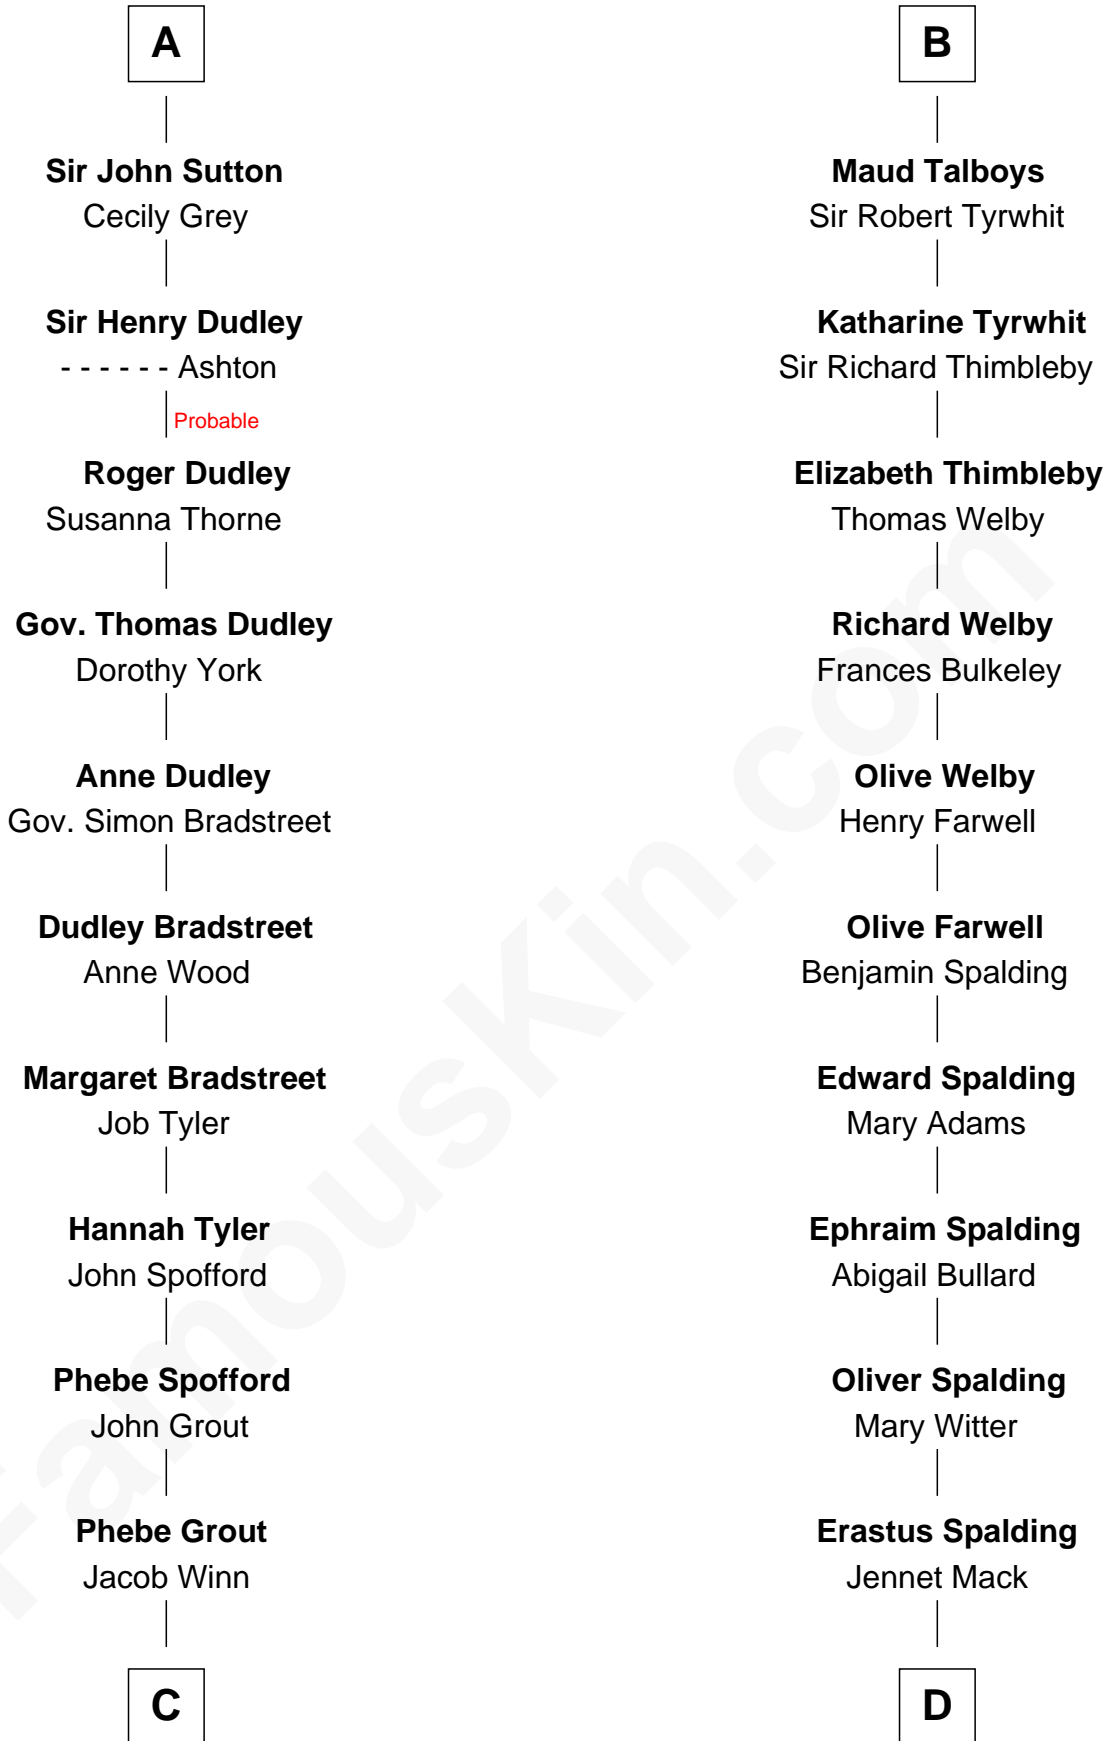 A
Sir John Sutton
Cecily Grey
Sir Henry Dudley
- - - - - - Ashton
Probable
Roger Dudley
Susanna Thorne
Gov. Thomas Dudley
Dorothy York
Anne Dudley
Gov. Simon Bradstreet
Dudley Bradstreet
Anne Wood
Margaret Bradstreet
Job Tyler
Hannah Tyler
John Spofford
Phebe Spofford
John Grout
Phebe Grout
Jacob Winn
C
B
Maud Talboys
Sir Robert Tyrwhit
Katharine Tyrwhit
Sir Richard Thimbleby
Elizabeth Thimbleby
Thomas Welby
Richard Welby
Frances Bulkeley
Olive Welby
Henry Farwell
Olive Farwell
Benjamin Spalding
Edward Spalding
Mary Adams
Ephraim Spalding
Abigail Bullard
Oliver Spalding
Mary Witter
Erastus Spalding
Jennet Mack
D
FamousKin.com